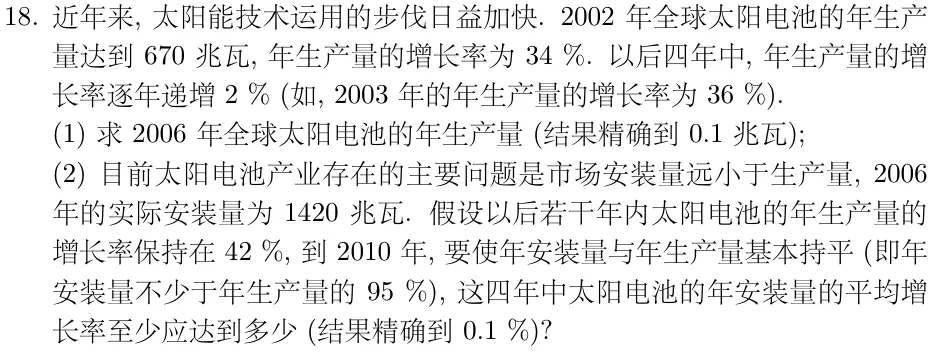 18. 近年来, 太阳能技术运用的步伐日益加快. 2002 年全球太阳电池的年生产
量达到 670 兆瓦, 年生产量的增长率为 34 %. 以后四年中, 年生产量的增
长率逐年递增 2 % (如, 2003 年的年生产量的增长率为 36 %).
(1) 求 2006 年全球太阳电池的年生产量 (结果精确到 0.1 兆瓦);
(2) 目前太阳电池产业存在的主要问题是市场安装量远小于生产量, 2006
年的实际安装量为 1420 兆瓦. 假设以后若干年内太阳电池的年生产量的
增长率保持在 42 %, 到 2010 年, 要使年安装量与年生产量基本持平 (即年
安装量不少于年生产量的 95 %), 这四年中太阳电池的年安装量的平均增
长率至少应达到多少 (结果精确到 0.1 %)?